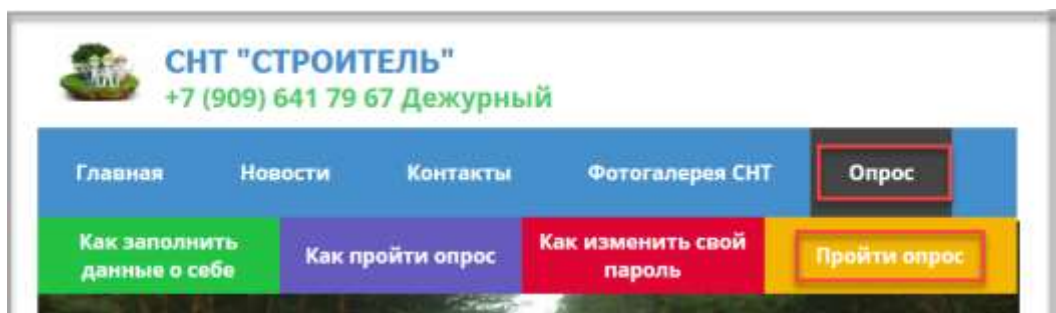 СНТ "СТРОИТЕЛЬ"
+7 (909) 641 79 67 Дежурный
Главная Новости Контакты Фотогалерея СНТ Опрос
Как заполнить данные о себе
Как пройти опрос
Как изменить свой пароль
Пройти опрос